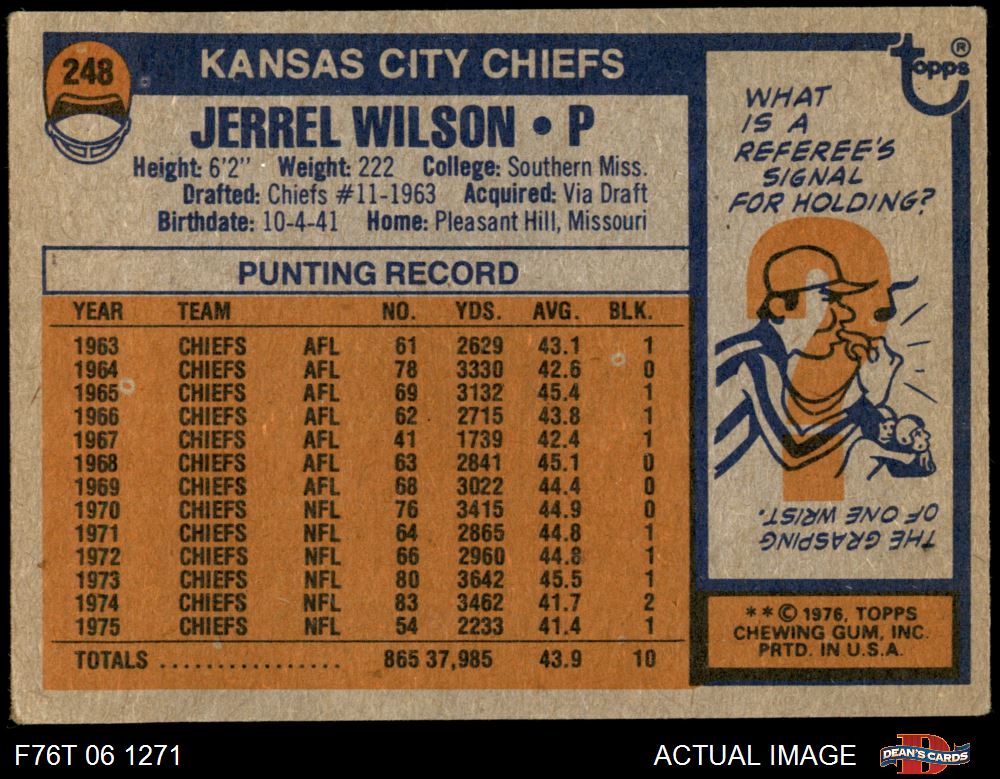 248
KANSAS CITY CHIEFS
JERREL WILSON • P
Height: 6'2" Weight: 222 College: Southern Miss.
Drafted: Chiefs #11-1963 Acquired: Via Draft
Birthdate: 10-4-41 Home: Pleasant Hill, Missouri
PUNTING RECORD
YEAR TEAM NO. YDS. AVG. BLK.
1963 CHIEFS AFL 61 2629 43.1 1
1964 CHIEFS AFL 78 3330 42.6 0
1965 CHIEFS AFL 69 3132 45.4 1
1966 CHIEFS AFL 62 2715 43.8 1
1967 CHIEFS AFL 41 1739 42.4 1
1968 CHIEFS AFL 63 2841 45.1 0
1969 CHIEFS AFL 68 3022 44.4 0
1970 CHIEFS NFL 76 3415 44.9 0
1971 CHIEFS NFL 64 2865 44.8 1
1972 CHIEFS NFL 66 2960 44.8 1
1973 CHIEFS NFL 80 3642 45.5 1
1974 CHIEFS NFL 83 3462 41.7 2
1975 CHIEFS NFL 54 2233 41.4 1
TOTALS ................. 865 37,985 43.9 10
topps ®
WHAT
IS A
REFEREE'S
SIGNAL
FOR HOLDING?
?
THE GRASPING
OF ONE WRIST.
**© 1976, TOPPS
CHEWING GUM, INC.
PRTD. IN U.S.A.
F76T 06 1271
ACTUAL IMAGE
D
DEAN'S CARDS